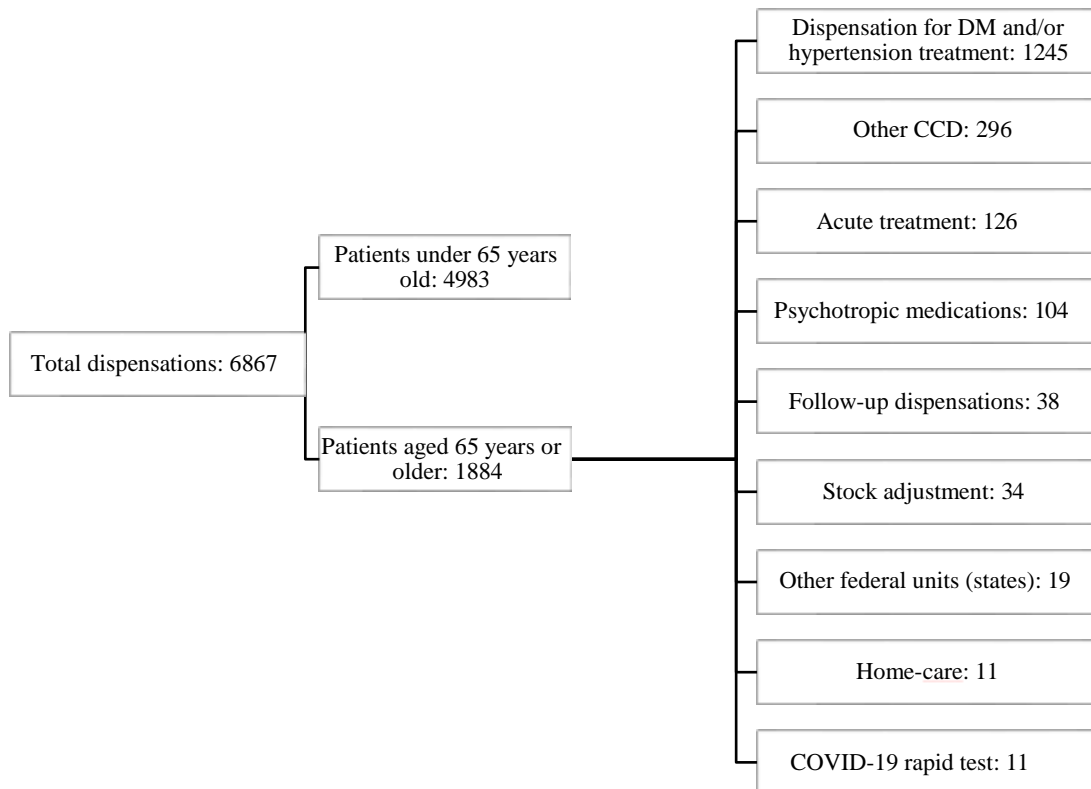 Total dispensations: 6867
Patients under 65 years
old: 4983
Patients aged 65 years or
older: 1884
Dispensation for DM and/or
hypertension treatment: 1245
Other CCD: 296
Acute treatment: 126
Psychotropic medications: 104
Follow-up dispensations: 38
Stock adjustment: 34
Other federal units (states): 19
Home-care: 11
COVID-19 rapid test: 11